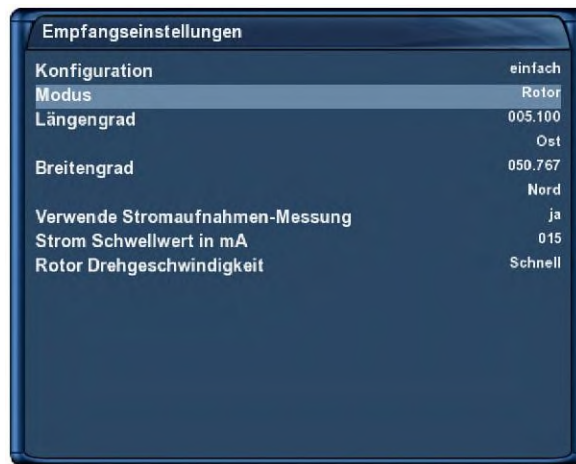 Empfangseinstellungen
Konfiguration einfach
Modus Rotor
Längengrad 005.100
Ost
Breitengrad 050.767
Nord
Verwende Stromaufnahmen-Messung ja
Strom Schwellwert in mA 015
Rotor Drehgeschwindigkeit Schnell